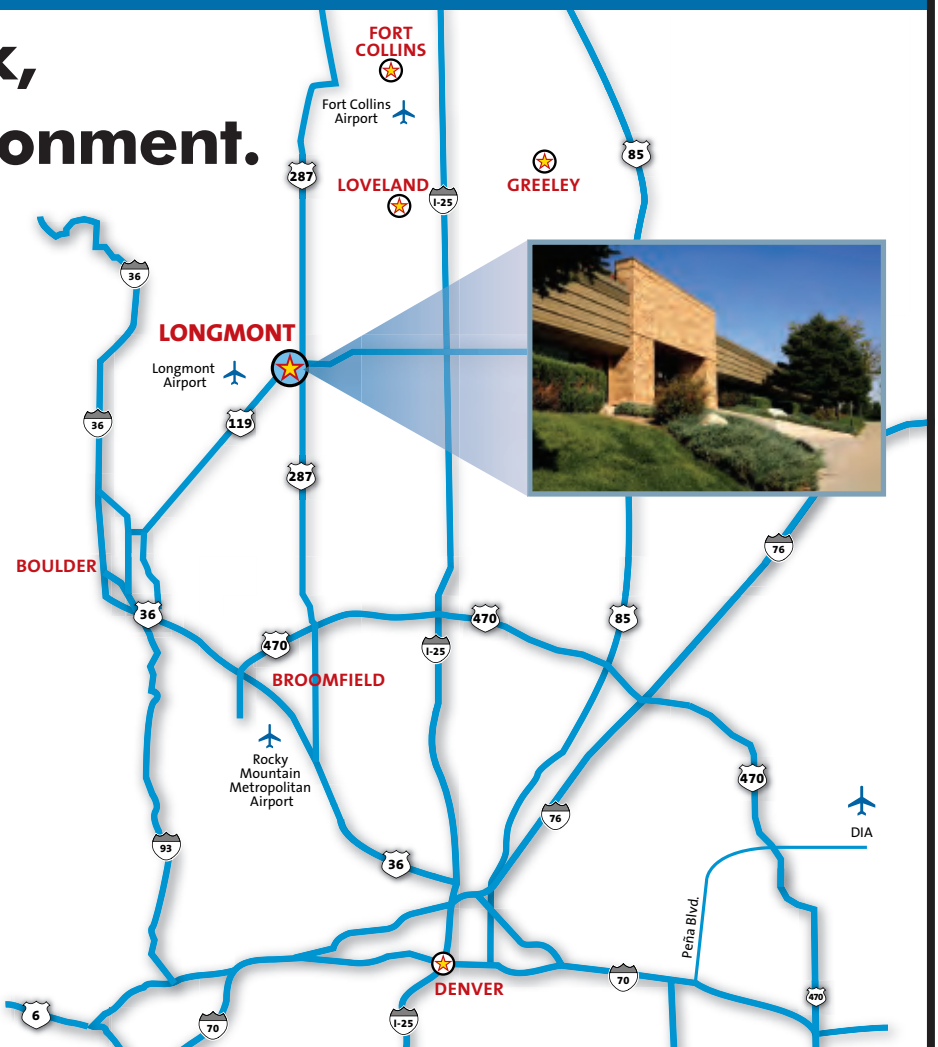 k,
onment.
FORT
COLLINS
Fort Collins
Airport
287
LOVELAND
I-25
GREELEY
85
36
LONGMONT
Longmont
Airport
119
36
287
76
BOULDER
36
470
470
85
I-25
BROOMFIELD
Rocky
Mountain
Metropolitan
Airport
470
76
DIA
93
36
Peña Blvd.
DENVER
70
470
6
70
I-25